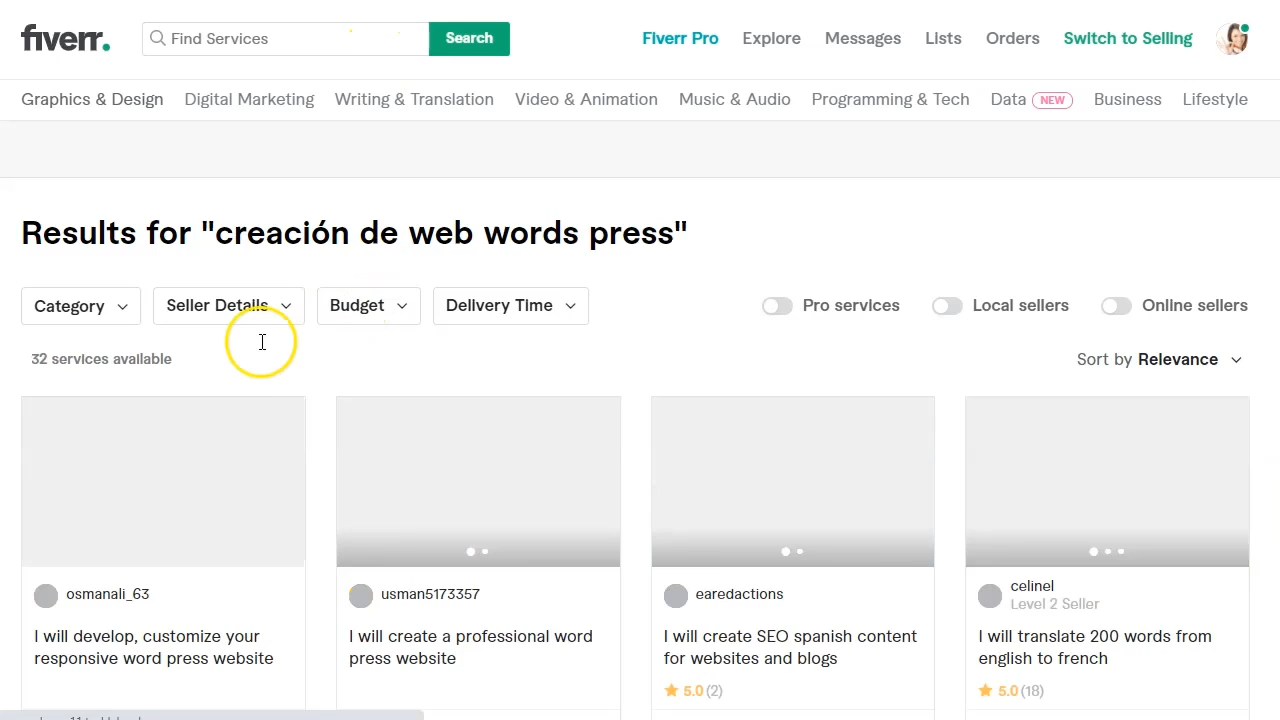 fiverr.
Find Services
Search
Fiverr Pro
Explore
Messages
Lists
Orders
Switch to Selling
Graphics & Design
Digital Marketing
Writing & Translation
Video & Animation
Music & Audio
Programming & Tech
Data NEW
Business
Lifestyle
Results for "creación de web words press"
Category
Seller Details
Budget
Delivery Time
Pro services
Local sellers
Online sellers
32 services available
Sort by Relevance
osmanali_63
I will develop, customize your
responsive word press website
usman5173357
I will create a professional word
press website
earedactions
I will create SEO spanish content
for websites and blogs
5.0 (2)
celinel
Level 2 Seller
I will translate 200 words from
english to french
5.0 (18)